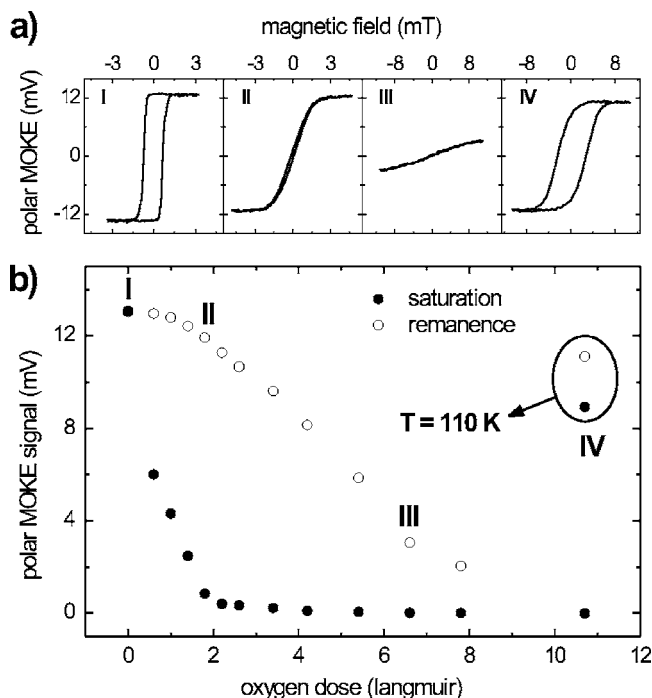 a)
magnetic field (mT)
-3 0 3 -3 0 3 -8 0 8 -8 0 8
I II III IV
polar MOKE (mV)
12
0
-12
b)
I
II
III
IV
saturation
remanence
T = 110 K
polar MOKE signal (mV)
12
8
4
0
0 2 4 6 8 10 12
oxygen dose (langmuir)